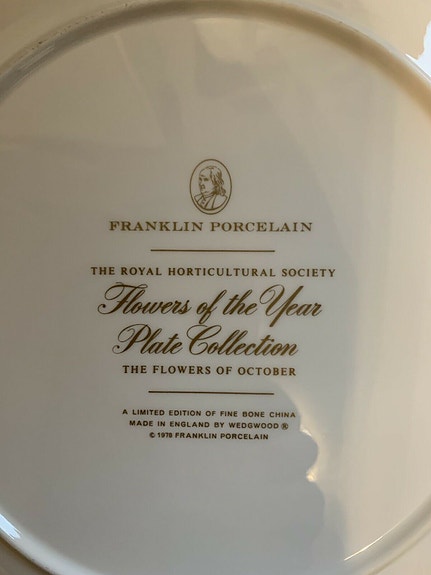 FRANKLIN PORCELAIN
THE ROYAL HORTICULTURAL SOCIETY
Flowers of the Year
Plate Collection
THE FLOWERS OF OCTOBER
A LIMITED EDITION OF FINE BONE CHINA
MADE IN ENGLAND BY WEDGWOOD ®
© 1978 FRANKLIN PORCELAIN